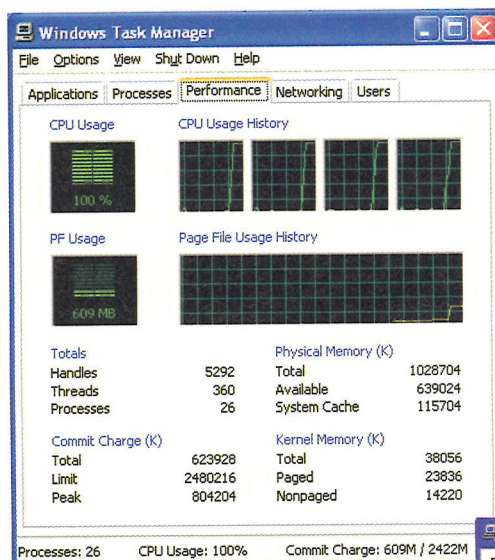 Windows Task Manager
File Options View Shut Down Help
Applications Processes Performance Networking Users
CPU Usage CPU Usage History
100 %
PF Usage Page File Usage History
609 MB
Totals Physical Memory (K)
Handles 5292 Total 1028704
Threads 360 Available 639024
Processes 26 System Cache 115704
Commit Charge (K) Kernel Memory (K)
Total 623928 Total 38056
Limit 2480216 Paged 23836
Peak 804204 Nonpaged 14220
Processes: 26 CPU Usage: 100% Commit Charge: 609M / 2422M